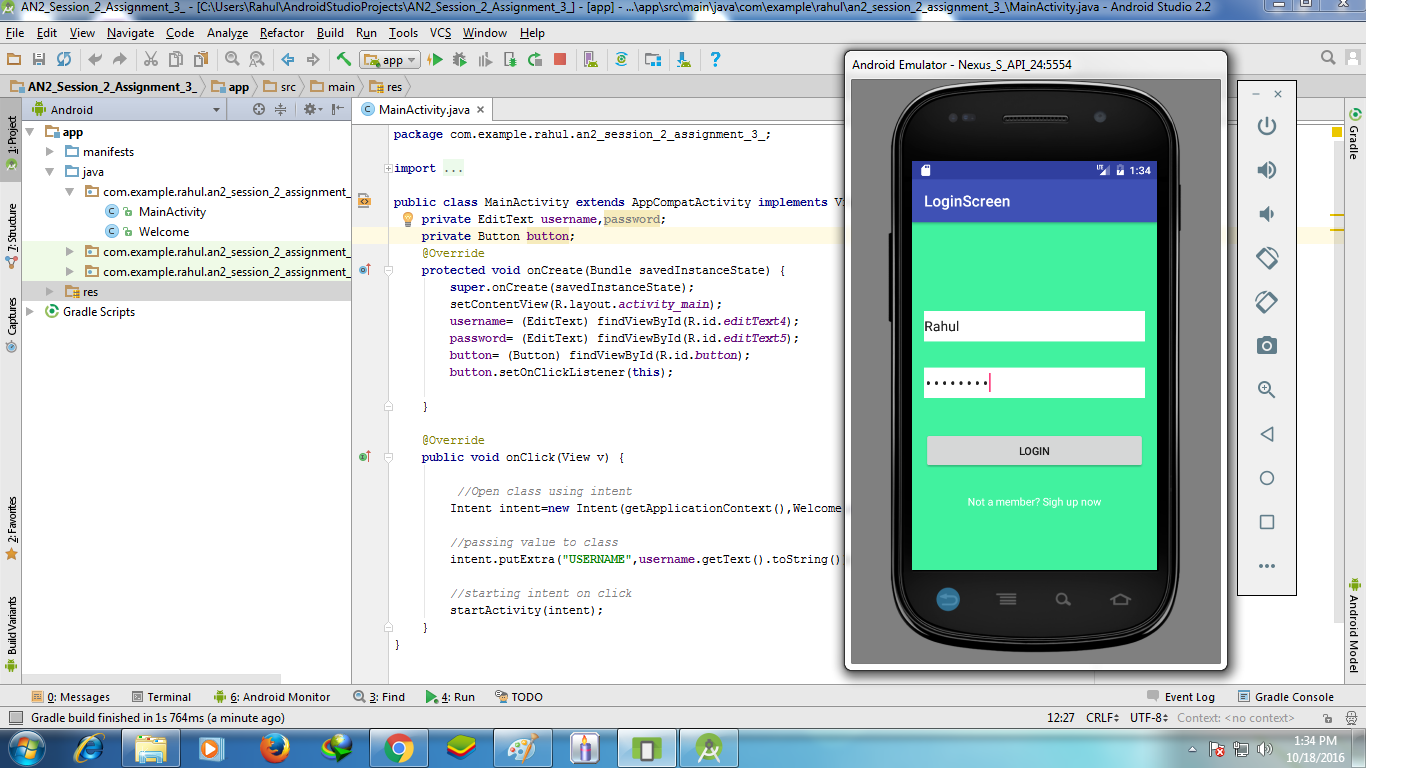 AN2_Session_2_Assignment_3_ - [C:\Users\Rahul\AndroidStudioProjects\AN2_Session_2_Assignment_3_] - [app] - ...\app\src\main\java\com\example\rahul\an2_session_2_assignment_3_\MainActivity.java - Android Studio 2.2
File Edit View Navigate Code Analyze Refactor Build Run Tools VCS Window Help
app
AN2_Session_2_Assignment_3_ app src main res
Android
MainActivity.java
1: Project
7: Structure
Captures
2: Favorites
Build Variants
app
manifests
java
com.example.rahul.an2_session_2_assignment_
MainActivity
Welcome
com.example.rahul.an2_session_2_assignment_
com.example.rahul.an2_session_2_assignment_
res
Gradle Scripts
package com.example.rahul.an2_session_2_assignment_3_;
import ...
public class MainActivity extends AppCompatActivity implements Vi
private EditText username,password;
private Button button;
@Override
protected void onCreate(Bundle savedInstanceState) {
super.onCreate(savedInstanceState);
setContentView(R.layout.activity_main);
username= (EditText) findViewById(R.id.editText4);
password= (EditText) findViewById(R.id.editText5);
button= (Button) findViewById(R.id.button);
button.setOnClickListener(this);
}
@Override
public void onClick(View v) {
//Open class using intent
Intent intent=new Intent(getApplicationContext(),Welcome
//passing value to class
intent.putExtra("USERNAME",username.getText().toString()
//starting intent on click
startActivity(intent);
}
}
Android Emulator - Nexus_S_API_24:5554
LTE 1:34
LoginScreen
Rahul
••••••••
LOGIN
Not a member? Sigh up now
Gradle
Android Model
0: Messages Terminal 6: Android Monitor 3: Find 4: Run TODO Event Log Gradle Console
Gradle build finished in 1s 764ms (a minute ago) 12:27 CRLF UTF-8 Context: <no context>
1:34 PM
10/18/2016